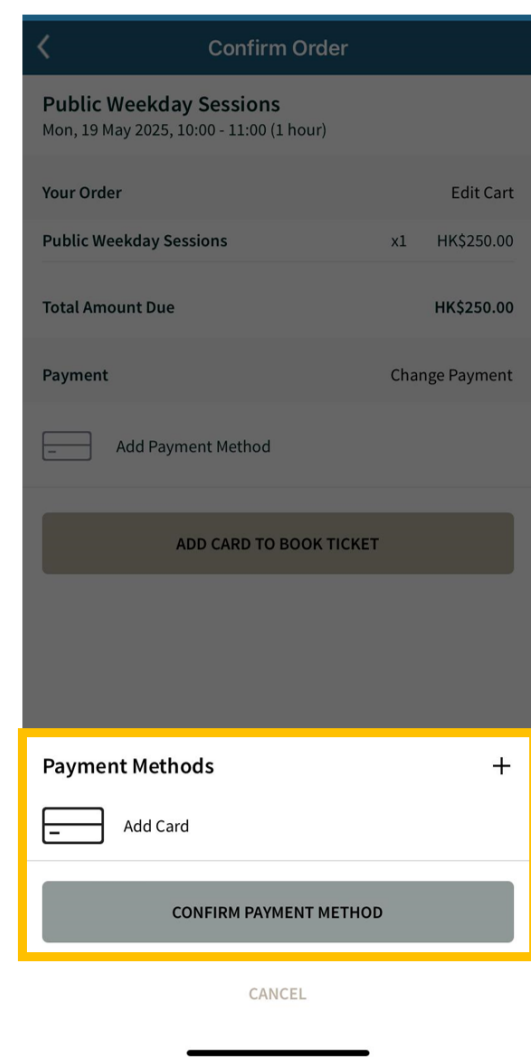 Confirm Order
Public Weekday Sessions
Mon, 19 May 2025, 10:00 - 11:00 (1 hour)
Your Order Edit Cart
Public Weekday Sessions x1 HK$250.00
Total Amount Due HK$250.00
Payment Change Payment
Add Payment Method
ADD CARD TO BOOK TICKET
Payment Methods +
Add Card
CONFIRM PAYMENT METHOD
CANCEL